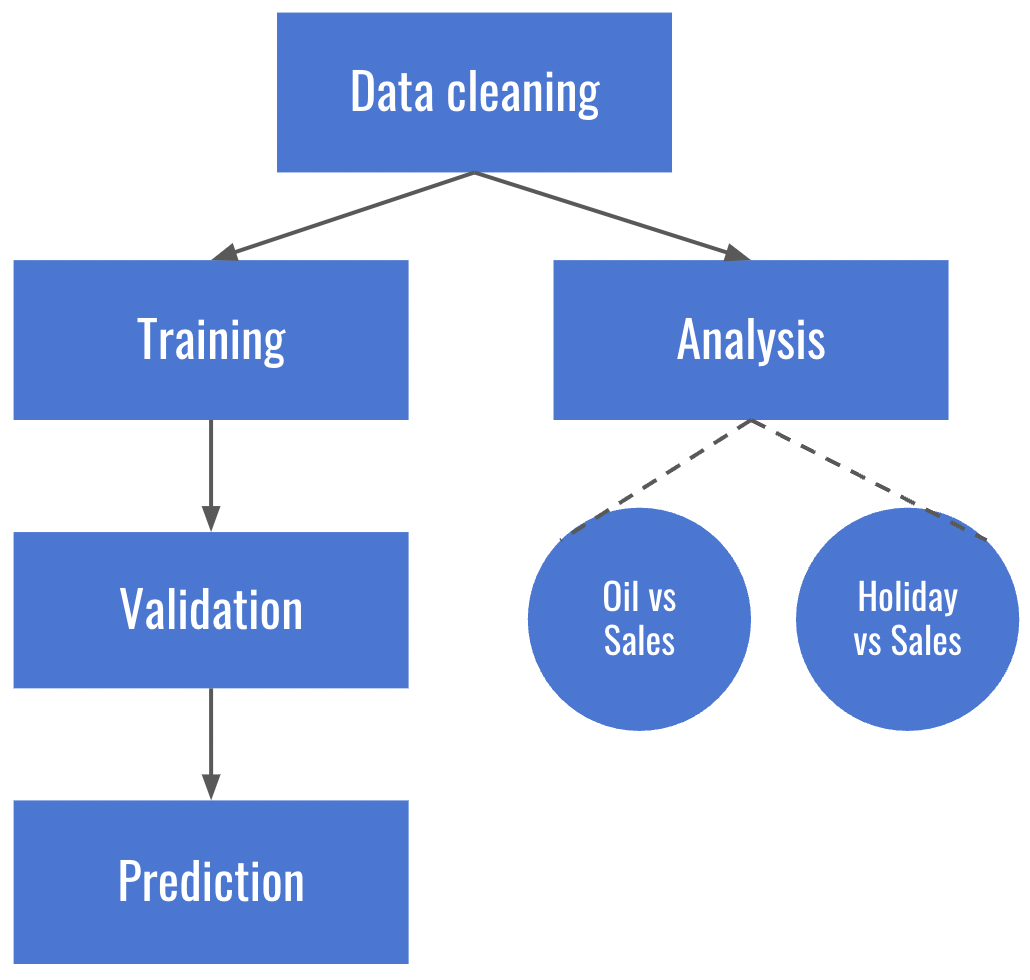 Data cleaning
Training
Analysis
Validation
Oil vs
Sales
Holiday
vs Sales
Prediction